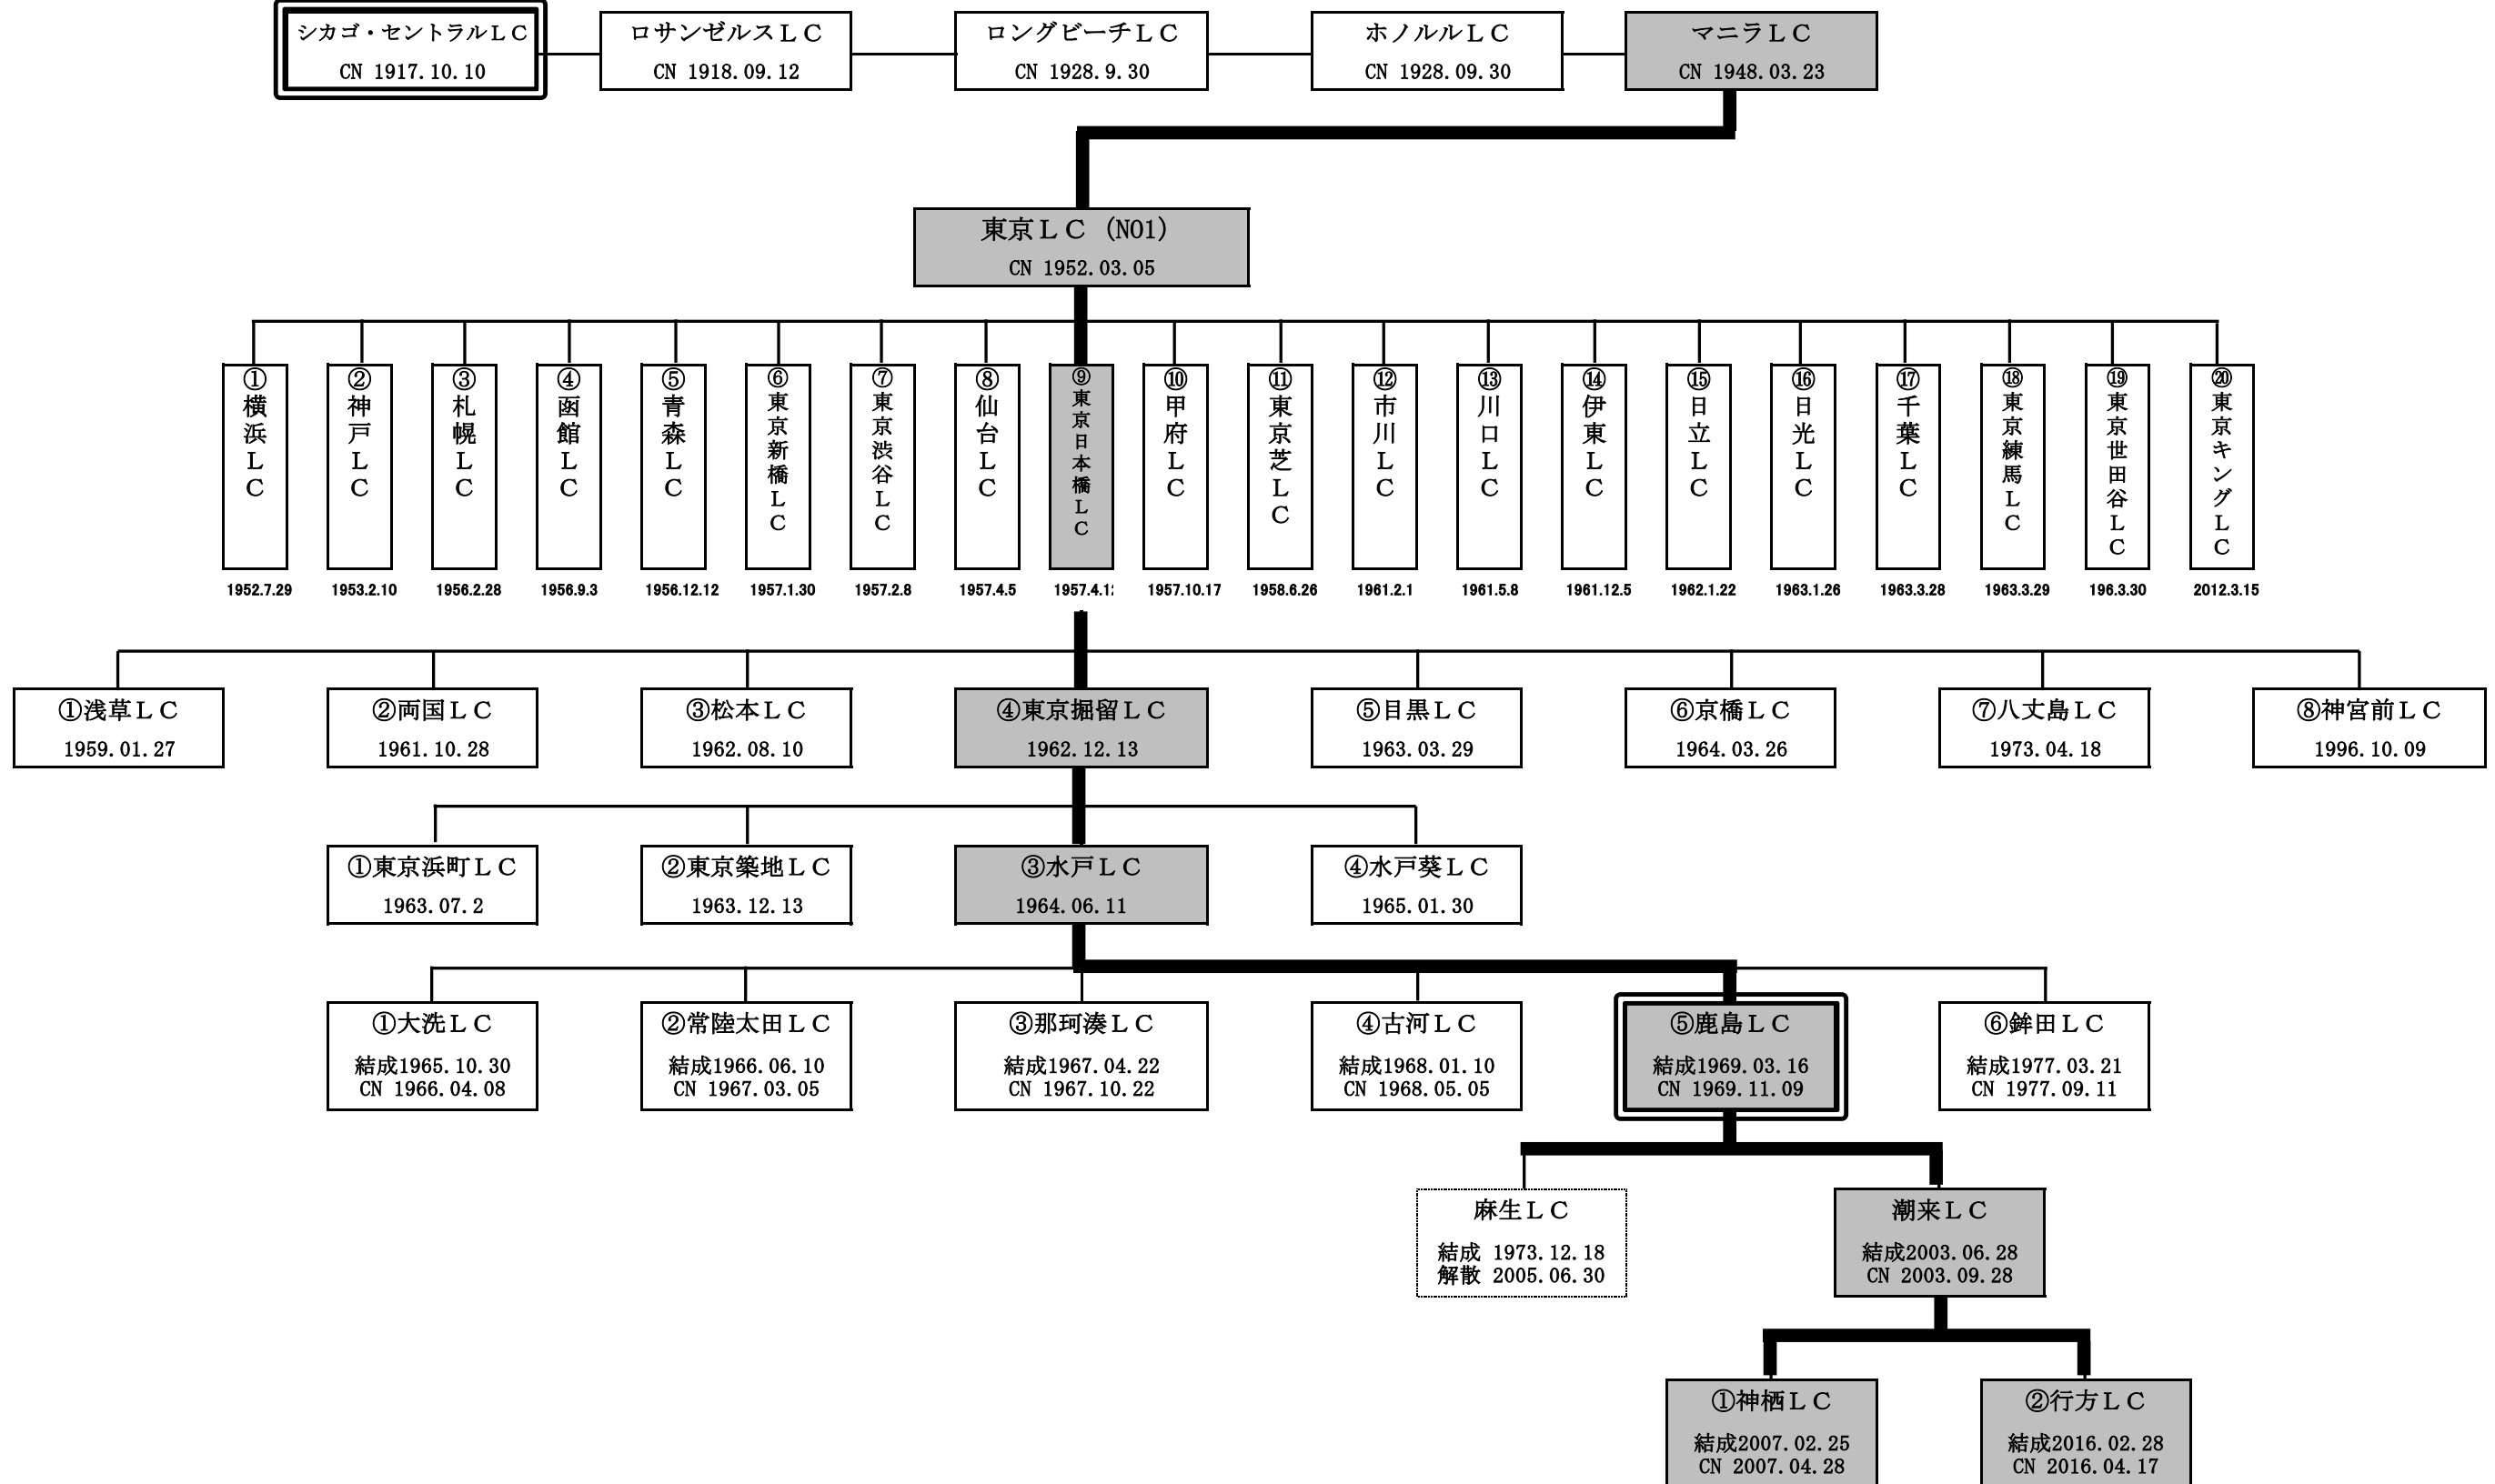 シカゴ・セントラルＬＣ
CN 1917.10.10
ロサンゼルスＬＣ
CN 1918.09.12
ロングビーチＬＣ
CN 1928.9.30
ホノルルＬＣ
CN 1928.09.30
マニラＬＣ
CN 1948.03.23
東京ＬＣ (NO1)
CN 1952.03.05
①横浜ＬＣ
1952.7.29
②神戸ＬＣ
1953.2.10
③札幌ＬＣ
1956.2.28
④函館ＬＣ
1956.9.3
⑤青森ＬＣ
1956.12.12
⑥東京新橋ＬＣ
1957.1.30
⑦東京渋谷ＬＣ
1957.2.8
⑧仙台ＬＣ
1957.4.5
⑨東京日本橋ＬＣ
⑩甲府ＬＣ
1957.10.17
⑪東京芝ＬＣ
1958.6.26
⑫市川ＬＣ
1961.2.1
⑬川口ＬＣ
1961.5.8
⑭伊東ＬＣ
1961.12.5
⑮日立ＬＣ
1962.1.22
⑯日光ＬＣ
1963.1.26
⑰千葉ＬＣ
1963.3.28
⑱東京練馬ＬＣ
1963.3.29
⑲東京世田谷ＬＣ
196.3.30
⑳東京キングＬＣ
2012.3.15
①浅草ＬＣ
1959.01.27
②両国ＬＣ
1961.10.28
③松本ＬＣ
1962.08.10
④東京掘留ＬＣ
1962.12.13
⑤目黒ＬＣ
1963.03.29
⑥京橋ＬＣ
1964.03.26
⑦八丈島ＬＣ
1973.04.18
⑧神宮前ＬＣ
1996.10.09
①東京浜町ＬＣ
1963.07.2
②東京築地ＬＣ
1963.12.13
③水戸ＬＣ
1964.06.11
④水戸葵ＬＣ
1965.01.30
①大洗ＬＣ
結成1965.10.30
CN 1966.04.08
②常陸太田ＬＣ
結成1966.06.10
CN 1967.03.05
③那珂湊ＬＣ
結成1967.04.22
CN 1967.10.22
④古河ＬＣ
結成1968.01.10
CN 1968.05.05
⑤鹿島ＬＣ
結成1969.03.16
CN 1969.11.09
⑥鉾田ＬＣ
結成1977.03.21
CN 1977.09.11
麻生ＬＣ
結成 1973.12.18
解散 2005.06.30
潮来ＬＣ
結成2003.06.28
CN 2003.09.28
①神栖ＬＣ
結成2007.02.25
CN 2007.04.28
②行方ＬＣ
結成2016.02.28
CN 2016.04.17